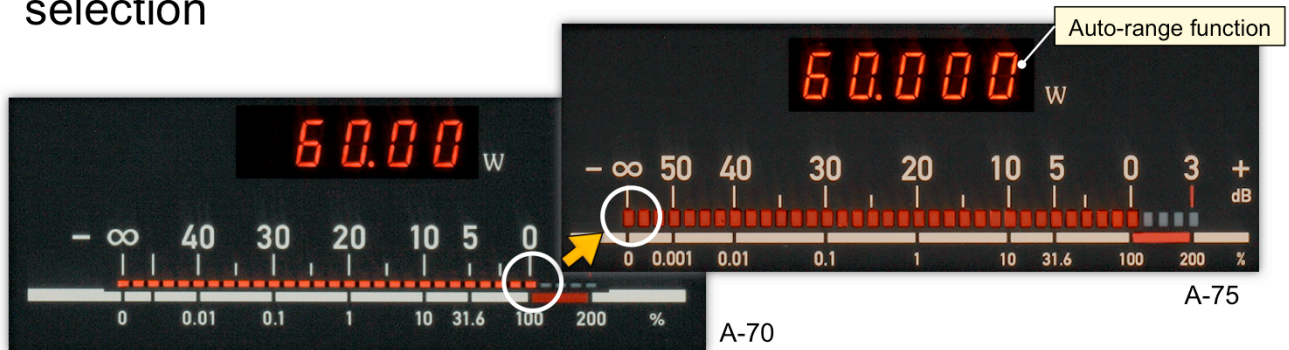 selection
Auto-range function
60.000 W
− ∞ 50 40 30 20 10 5 0 3 +
dB
0 0.001 0.01 0.1 1 10 31.6 100 200 %
A-75
60.00 W
− ∞ 40 30 20 10 5 0
0 0.01 0.1 1 10 31.6 100 200 %
A-70